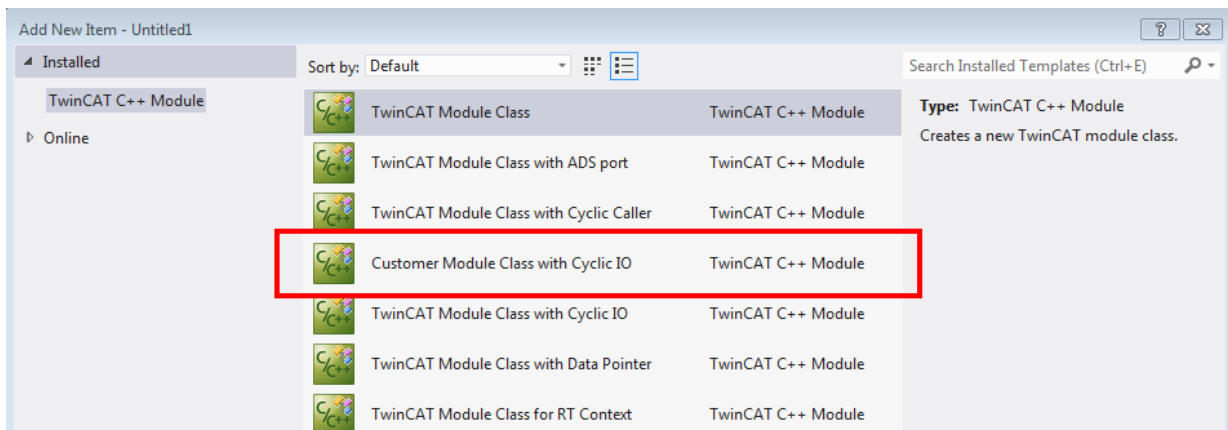 Add New Item - Untitled1
Installed
TwinCAT C++ Module
Online
Sort by: Default
Search Installed Templates (Ctrl+E)
TwinCAT Module Class TwinCAT C++ Module
TwinCAT Module Class with ADS port TwinCAT C++ Module
TwinCAT Module Class with Cyclic Caller TwinCAT C++ Module
Customer Module Class with Cyclic IO TwinCAT C++ Module
TwinCAT Module Class with Cyclic IO TwinCAT C++ Module
TwinCAT Module Class with Data Pointer TwinCAT C++ Module
TwinCAT Module Class for RT Context TwinCAT C++ Module
Type: TwinCAT C++ Module
Creates a new TwinCAT module class.